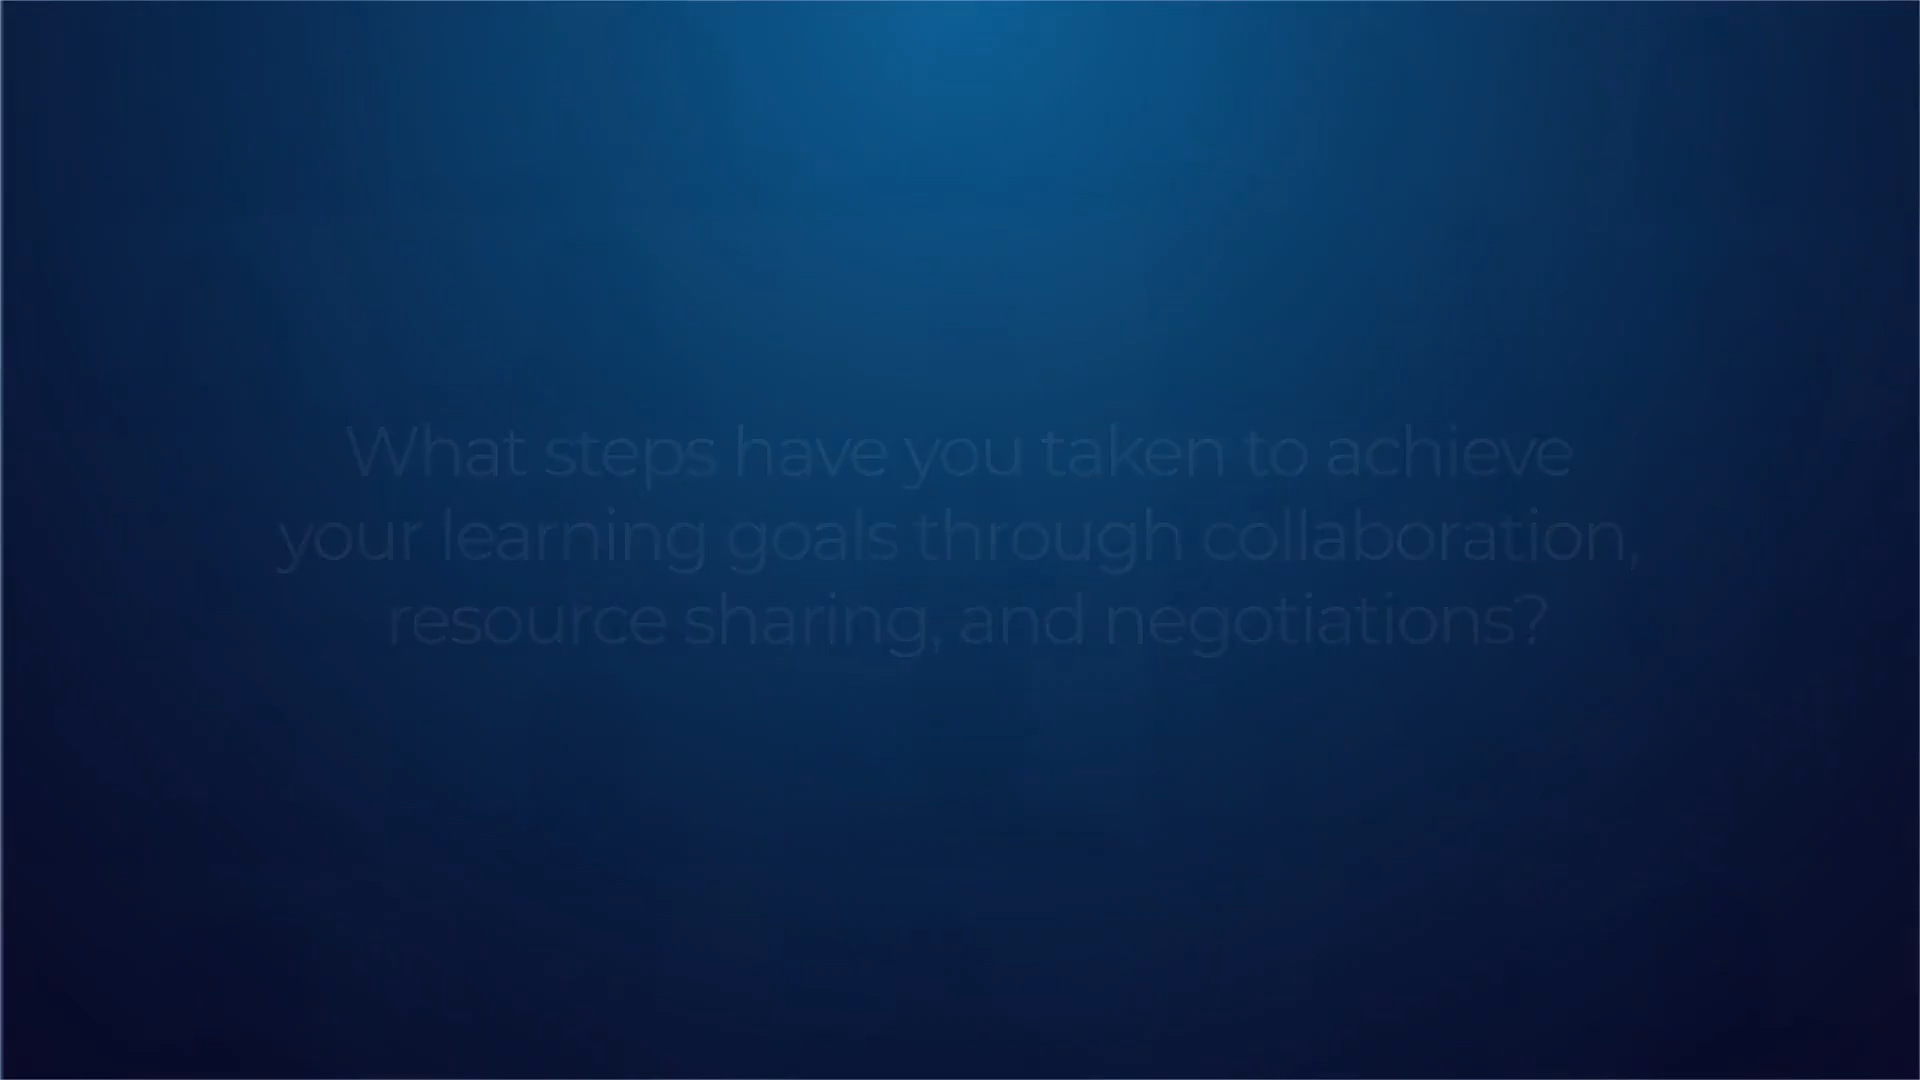 What steps have you taken to achieve
your learning goals through collaboration,
resource sharing, and negotiations?